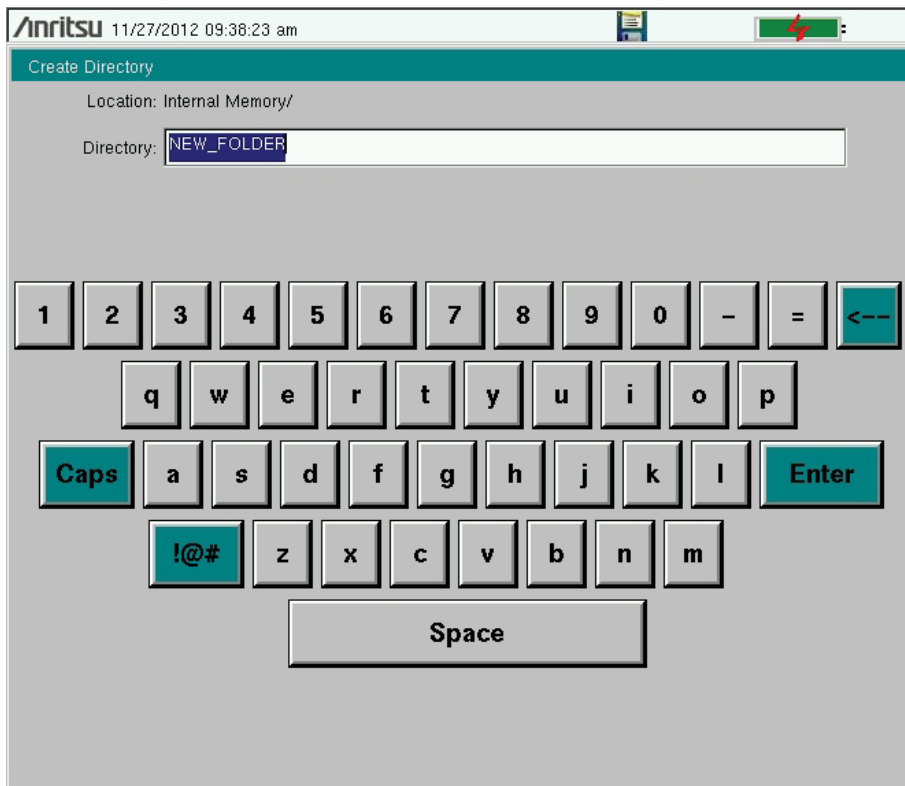 Anritsu 11/27/2012 09:38:23 am
Create Directory
Location: Internal Memory/
Directory: NEW_FOLDER
1 2 3 4 5 6 7 8 9 0 - = <--
q w e r t y u i o p
Caps a s d f g h j k l Enter
!@# z x c v b n m
Space